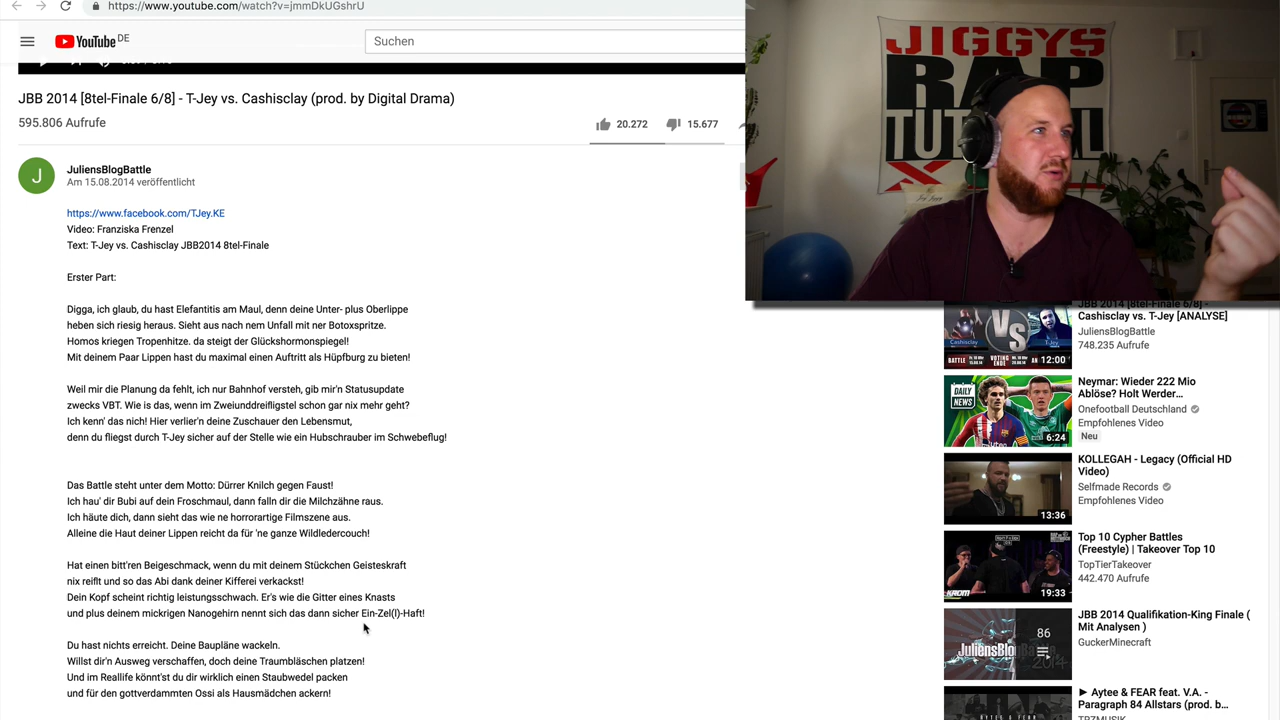 https://www.youtube.com/watch?v=jmmDkUGshrU
YouTube DE
Suchen
JBB 2014 [8tel-Finale 6/8] - T-Jey vs. Cashisclay (prod. by Digital Drama)
595.806 Aufrufe
20.272
15.677
J
JuliensBlogBattle
Am 15.08.2014 veröffentlicht
https://www.facebook.com/TJey.KE
Video: Franziska Frenzel
Text: T-Jey vs. Cashisclay JBB2014 8tel-Finale
Erster Part:
Digga, ich glaub, du hast Elefantitis am Maul, denn deine Unter- plus Oberlippe
heben sich riesig heraus. Sieht aus nach nem Unfall mit ner Botoxspritze.
Homos kriegen Tropenhitze. da steigt der Glückshormonspiegel!
Mit deinem Paar Lippen hast du maximal einen Auftritt als Hüpfburg zu bieten!
Weil mir die Planung da fehlt, ich nur Bahnhof versteh, gib mir'n Statusupdate
zwecks VBT. Wie is das, wenn im Zweiunddreißigstel schon gar nix mehr geht?
Ich kenn' das nich! Hier verlier'n deine Zuschauer den Lebensmut,
denn du fliegst durch T-Jey sicher auf der Stelle wie ein Hubschrauber im Schwebeflug!
Das Battle steht unter dem Motto: Dürrer Knilch gegen Faust!
Ich hau' dir Bubi auf dein Froschmaul, dann falln dir die Milchzähne raus.
Ich häute dich, dann sieht das wie ne horrorartige Filmszene aus.
Alleine die Haut deiner Lippen reicht da für 'ne ganze Wildledercouch!
Hat einen bitt'ren Beigeschmack, wenn du mit deinem Stückchen Geisteskraft
nix reißt und so das Abi dank deiner Kifferei verkackst!
Dein Kopf scheint richtig leistungsschwach. Er's wie die Gitter eines Knasts
und plus deinem mickrigen Nanogehirn nennt sich das dann sicher Ein-Zel(l)-Haft!
Du hast nichts erreicht. Deine Baupläne wackeln.
Willst dir'n Ausweg verschaffen, doch deine Traumbläschen platzen!
Und im Reallife könnt'st du dir wirklich einen Staubwedel packen
und für den gottverdammten Ossi als Hausmädchen ackern!
JIGGYS
RAP
JBB 2014 [8tel-Finale 6/8] -
Cashisclay vs. T-Jey [ANALYSE]
JuliensBlogBattle
748.235 Aufrufe
VS
Cashisclay
T-Jey
BATTLE
VOTING
12:00
Neymar: Wieder 222 Mio
Ablöse? Holt Werder...
Onefootball Deutschland
Empfohlenes Video
Neu
DAILY
NEWS
6:24
KOLLEGAH - Legacy (Official HD
Video)
Selfmade Records
Empfohlenes Video
13:36
Top 10 Cypher Battles
(Freestyle) | Takeover Top 10
TopTierTakeover
442.470 Aufrufe
KROM
19:33
JBB 2014 Qualifikation-King Finale (
Mit Analysen )
GuckerMinecraft
86
► Aytee & FEAR feat. V.A. -
Paragraph 84 Allstars (prod. b...
TRZMUSIK